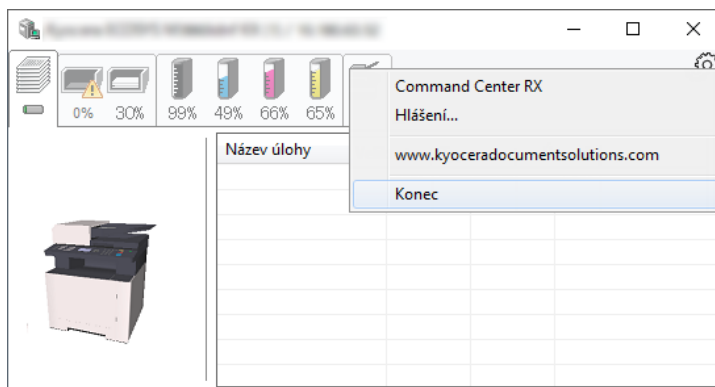 0%
30%
99%
49%
66%
65%
Command Center RX
Hlášení...
www.kyoceradocumentsolutions.com
Konec
Název úlohy